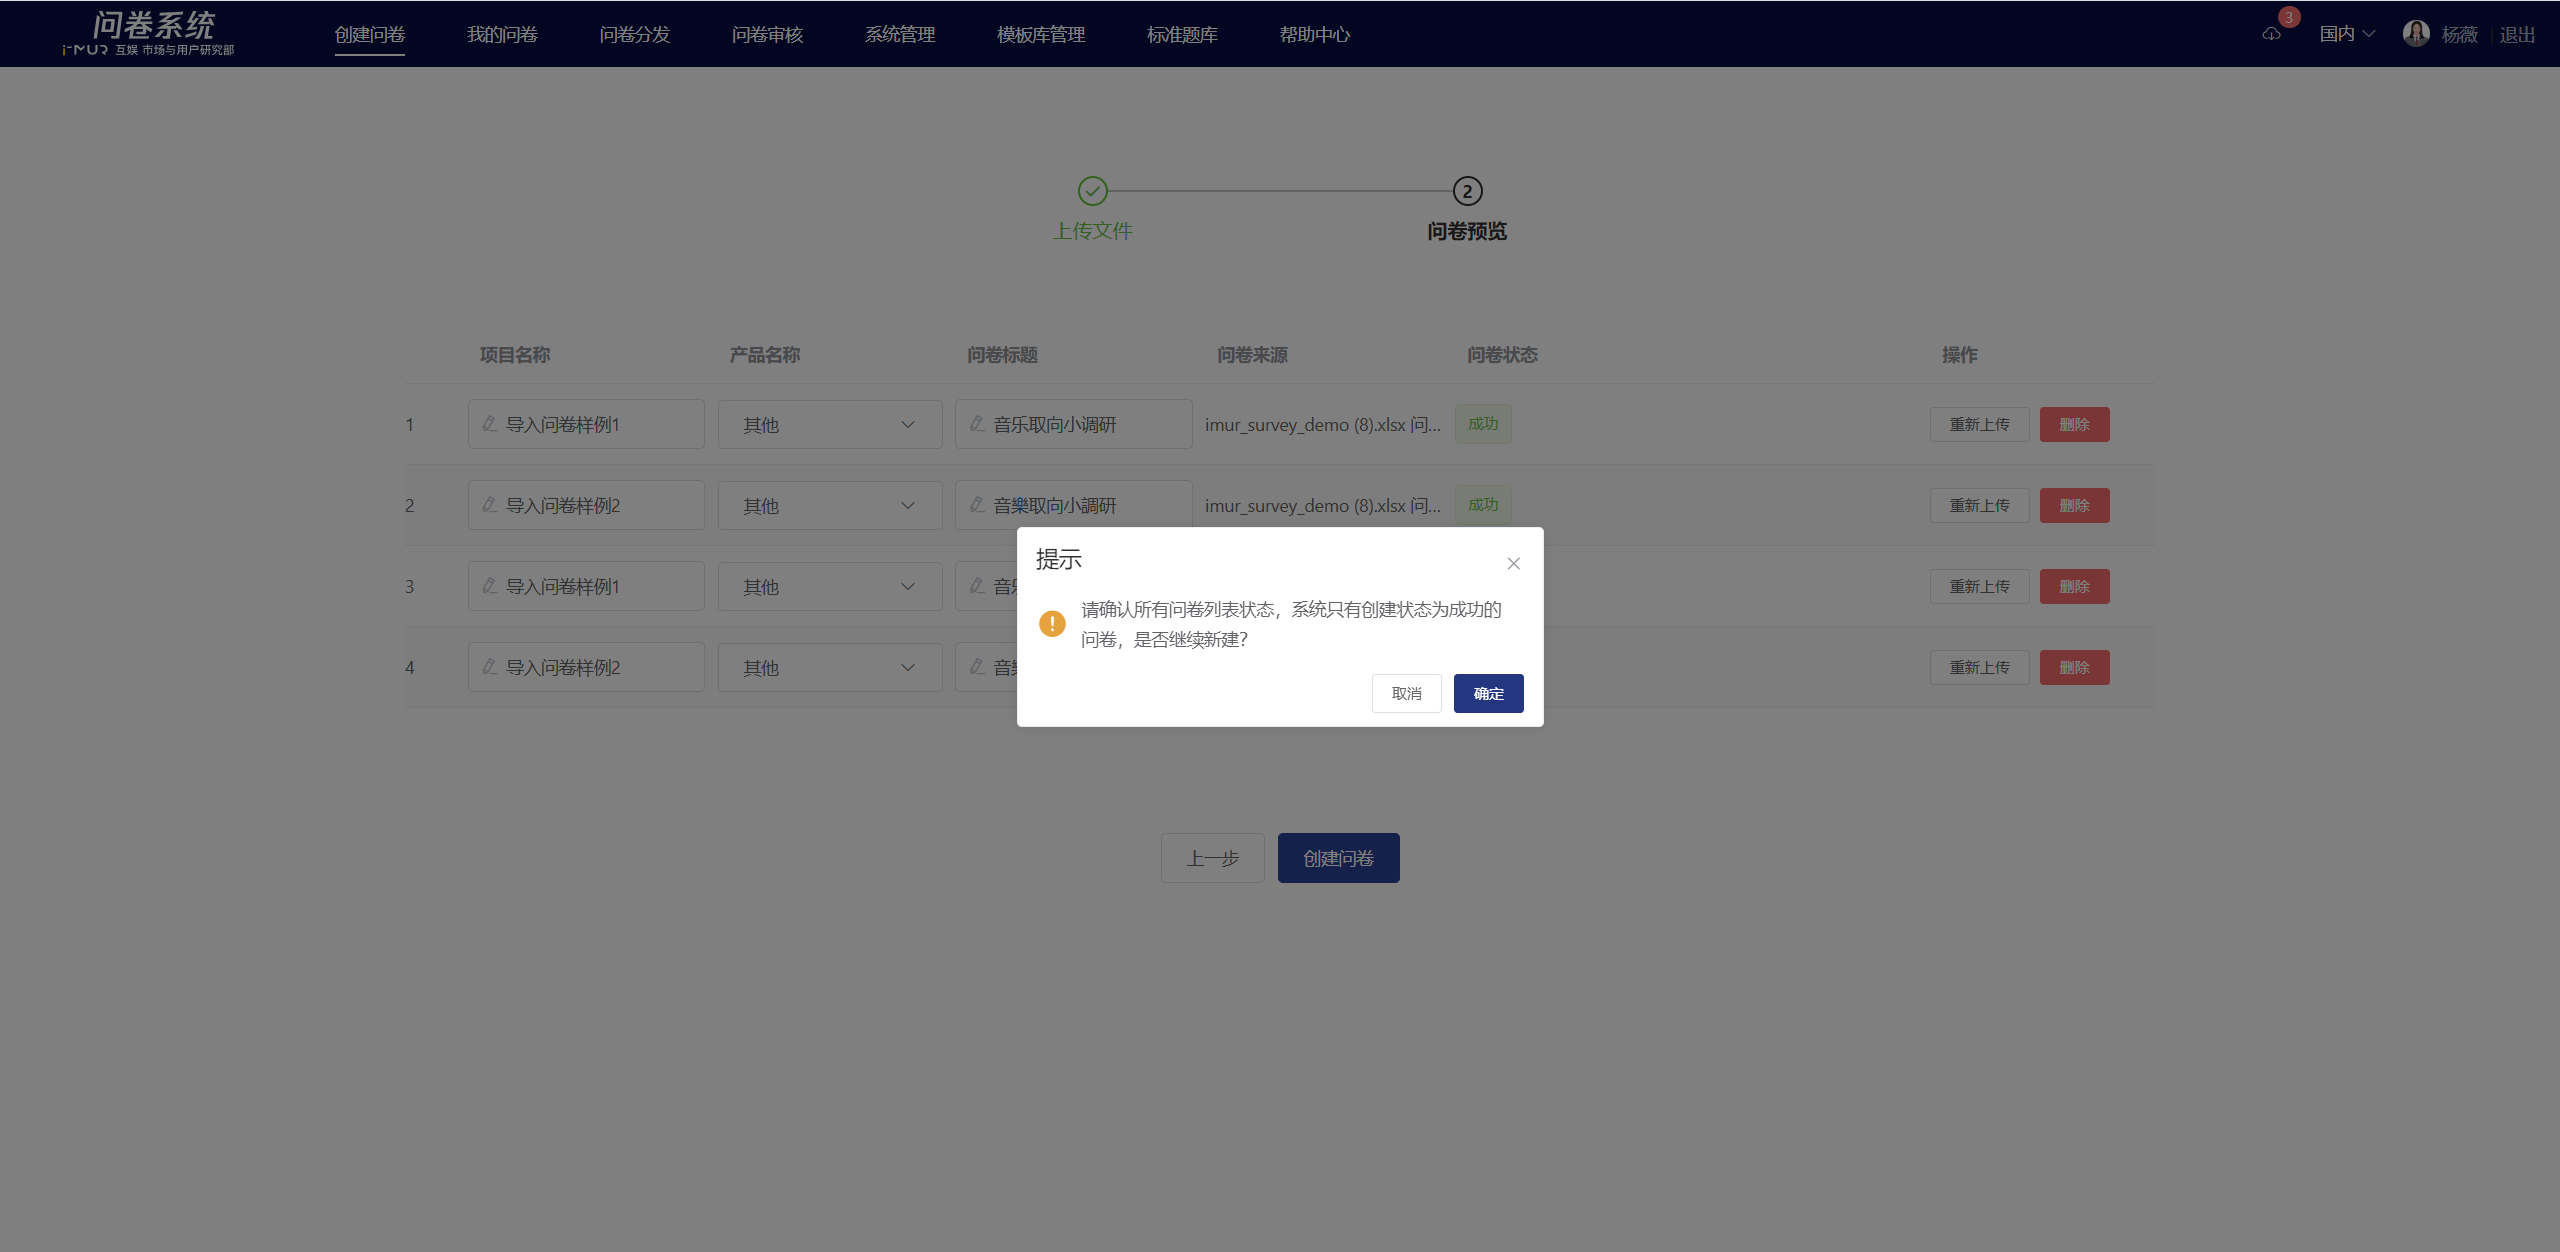 问卷系统
i-MUR 互娱 市场与用户研究部
创建问卷 我的问卷 问卷分发 问卷审核 系统管理 模板库管理 标准题库 帮助中心 3 国内 杨薇 退出
2
上传文件 问卷预览
项目名称 产品名称 问卷标题 问卷来源 问卷状态 操作
1 导入问卷样例1 其他 音乐取向小调研 imur_survey_demo (8).xlsx 问... 成功 重新上传 删除
2 导入问卷样例2 其他 音樂取向小調研 imur_survey_demo (8).xlsx 问... 成功 重新上传 删除
3 导入问卷样例1 其他 音 重新上传 删除
4 导入问卷样例2 其他 音 重新上传 删除
提示
请确认所有问卷列表状态，系统只有创建状态为成功的
问卷，是否继续新建?
取消 确定
上一步 创建问卷